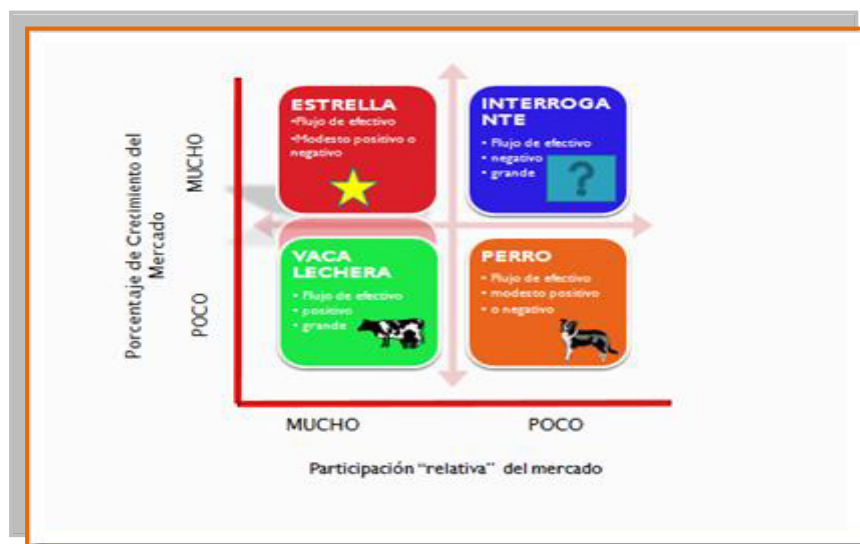 Porcentaje de Crecimiento del
Mercado
MUCHO
POCO
ESTRELLA
•Flujo de efectivo
•Modesto positivo o
negativo
INTERROGA
NTE
• Flujo de efectivo
• negativo
• grande
?
VACA
LECHERA
• Flujo de efectivo
• positivo
• grande
PERRO
• Flujo de efectivo
• modesto positivo
• o negativo
MUCHO
POCO
Participación “relativa” del mercado